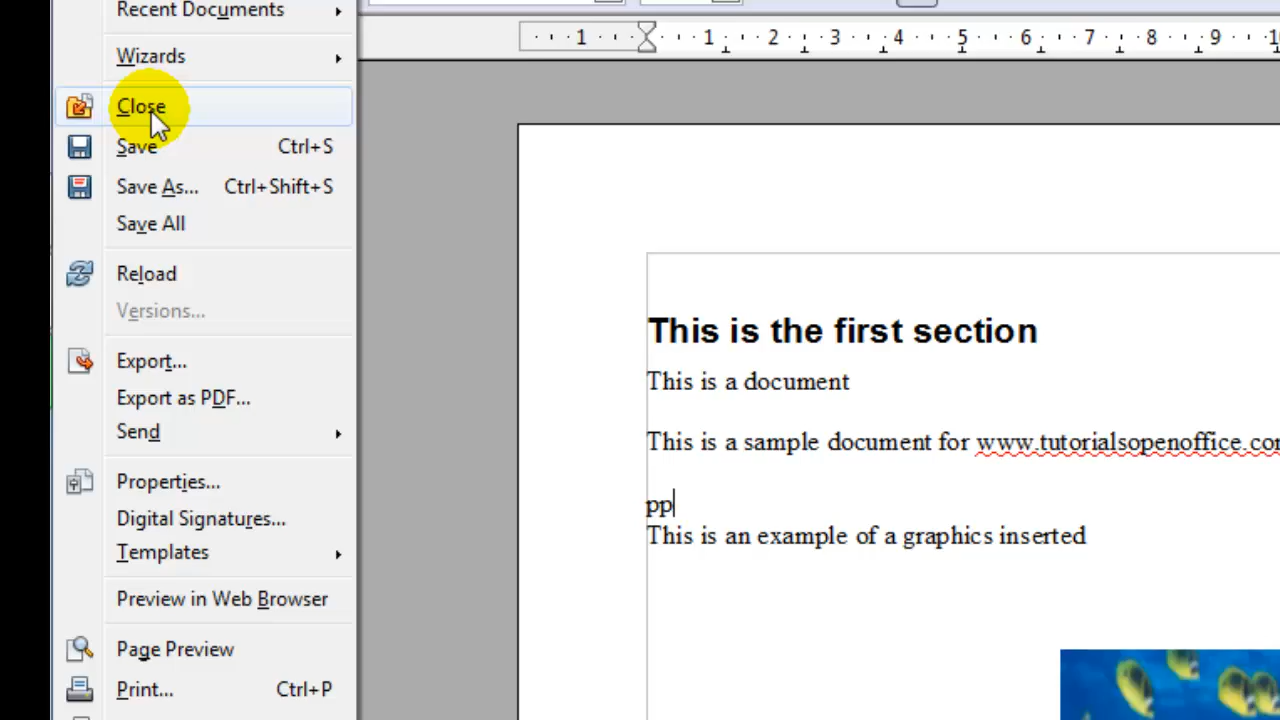 Recent Documents
Wizards
Close
Save Ctrl+S
Save As... Ctrl+Shift+S
Save All
Reload
Versions...
Export...
Export as PDF...
Send
Properties...
Digital Signatures...
Templates
Preview in Web Browser
Page Preview
Print... Ctrl+P
1 1 2 3 4 5 6 7 8 9
This is the first section
This is a document
This is a sample document for www.tutorialsopenoffice.co
pp
This is an example of a graphics inserted